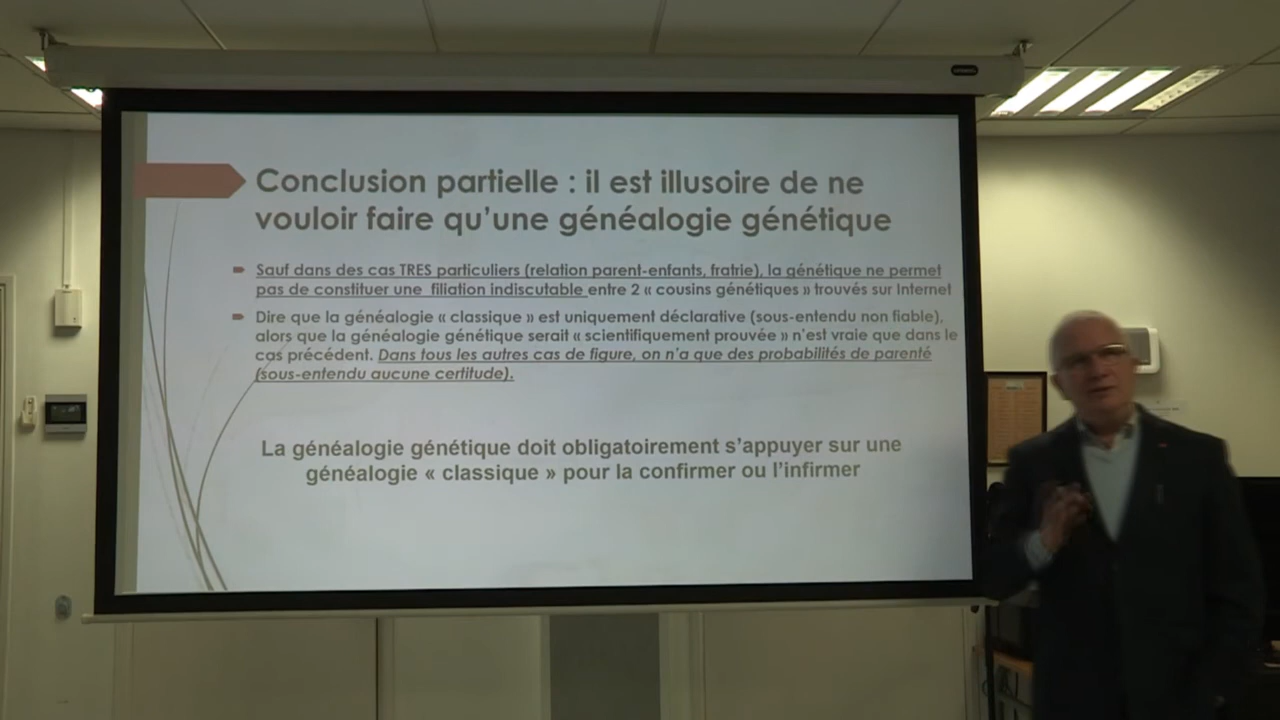 Conclusion partielle : il est illusoire de ne
vouloir faire qu'une généalogie génétique
Sauf dans des cas TRES particuliers (relation parent-enfants, fratrie), la génétique ne permet
pas de constituer une filiation indiscutable entre 2 « cousins génétiques » trouvés sur Internet
Dire que la généalogie « classique » est uniquement déclarative (sous-entendu non fiable),
alors que la généalogie génétique serait « scientifiquement prouvée » n'est vraie que dans le
cas précédent. Dans tous les autres cas de figure, on n'a que des probabilités de parenté
(sous-entendu aucune certitude).
La généalogie génétique doit obligatoirement s'appuyer sur une
généalogie « classique » pour la confirmer ou l'infirmer